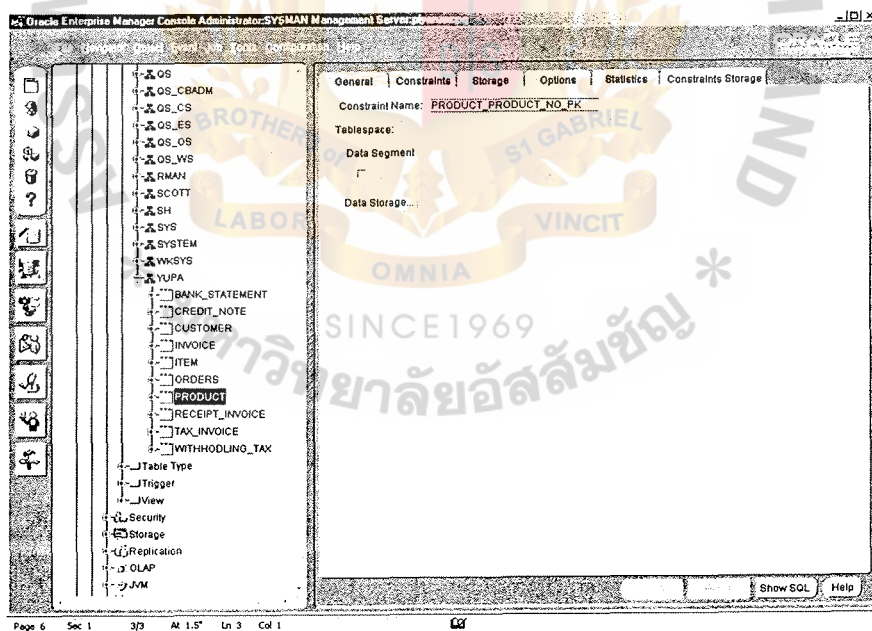 Oracle Enterprise Manager Console Administrator:SYSMAN Management Server:
Help
QS
QS_CBADM
QS_CS
QS_ES
QS_OS
QS_WS
RMAN
SCOTT
SH
SYS
SYSTEM
WKSYS
YUPA
BANK_STATEMENT
CREDIT_NOTE
CUSTOMER
INVOICE
ITEM
ORDERS
PRODUCT
RECEIPT_INVOICE
TAX_INVOICE
WITHHODLING_TAX
Table Type
Trigger
View
Security
Storage
Replication
OLAP
JVM
General
Constraints
Storage
Options
Statistics
Constraints Storage
Constraint Name: PRODUCT_PRODUCT_NO_PK
Tablespace:
Data Segment
Data Storage...
Show SQL
Help
BROTHERS OF
ST GABRIEL
LABOR
VINCIT
OMNIA
SINCE1969
วิทยาลัยอัสสัมชัญ
Page 6 Sec 1 3/3 At 1.5" Ln 3 Col 1